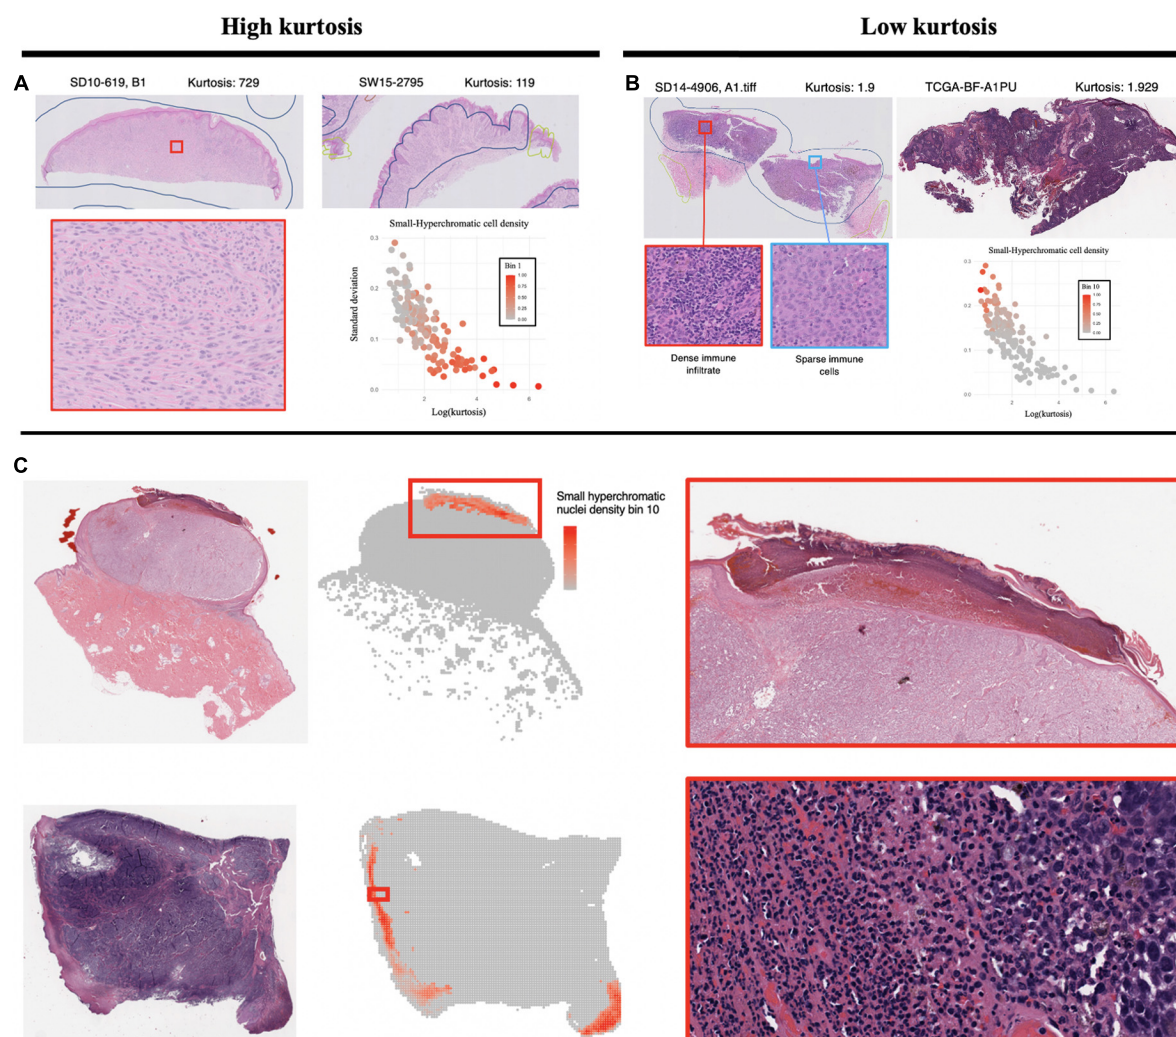 High kurtosis
Low kurtosis
A
SD10-619, B1
Kurtosis: 729
SW15-2795
Kurtosis: 119
Small-Hyperchromatic cell density
Standard deviation
0.3
0.2
0.1
0.0
2
4
6
Log(kurtosis)
Bin 1
1.00
0.75
0.50
0.25
0.00
B
SD14-4906, A1.tiff
Kurtosis: 1.9
TCGA-BF-A1PU
Kurtosis: 1.929
Dense immune
infiltrate
Sparse immune
cells
Small-Hyperchromatic cell density
0.3
0.2
0.1
0.0
2
4
6
Log(kurtosis)
Bin 10
1.00
0.75
0.50
0.25
0.00
C
Small hyperchromatic
nuclei density bin 10